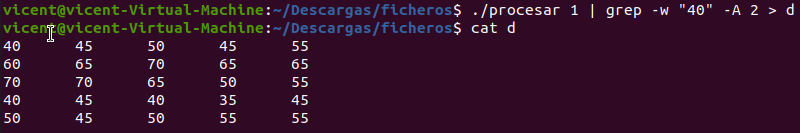 vicent@vicent-Virtual-Machine:~/Descargas/ficheros$ ./procesar 1 | grep -w "40" -A 2 > d
vicent@vicent-Virtual-Machine:~/Descargas/ficheros$ cat d
40 45 50 45 55
60 65 70 65 65
70 70 65 50 55
40 45 40 35 45
50 45 50 55 55